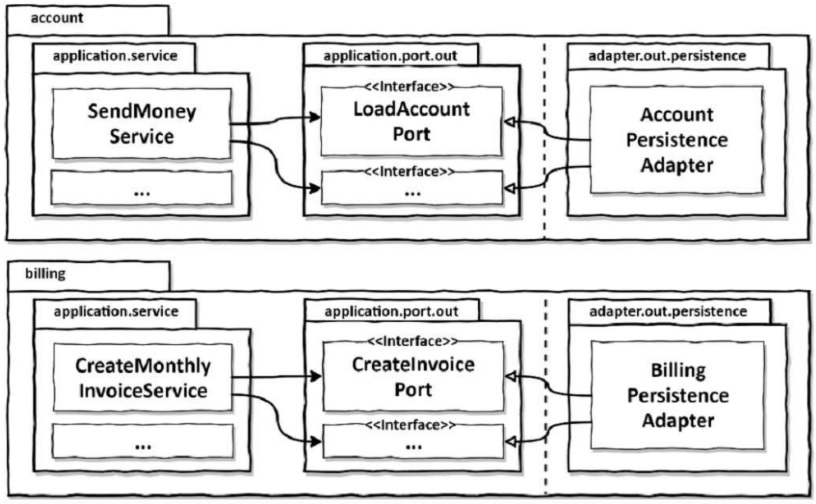 account
application.service
application.port.out
adapter.out.persistence
SendMoney
Service
...
<<Interface>>
LoadAccount
Port
<<Interface>>
...
Account
Persistence
Adapter
billing
application.service
application.port.out
adapter.out.persistence
CreateMonthly
InvoiceService
...
<<Interface>>
CreateInvoice
Port
<<Interface>>
...
Billing
Persistence
Adapter